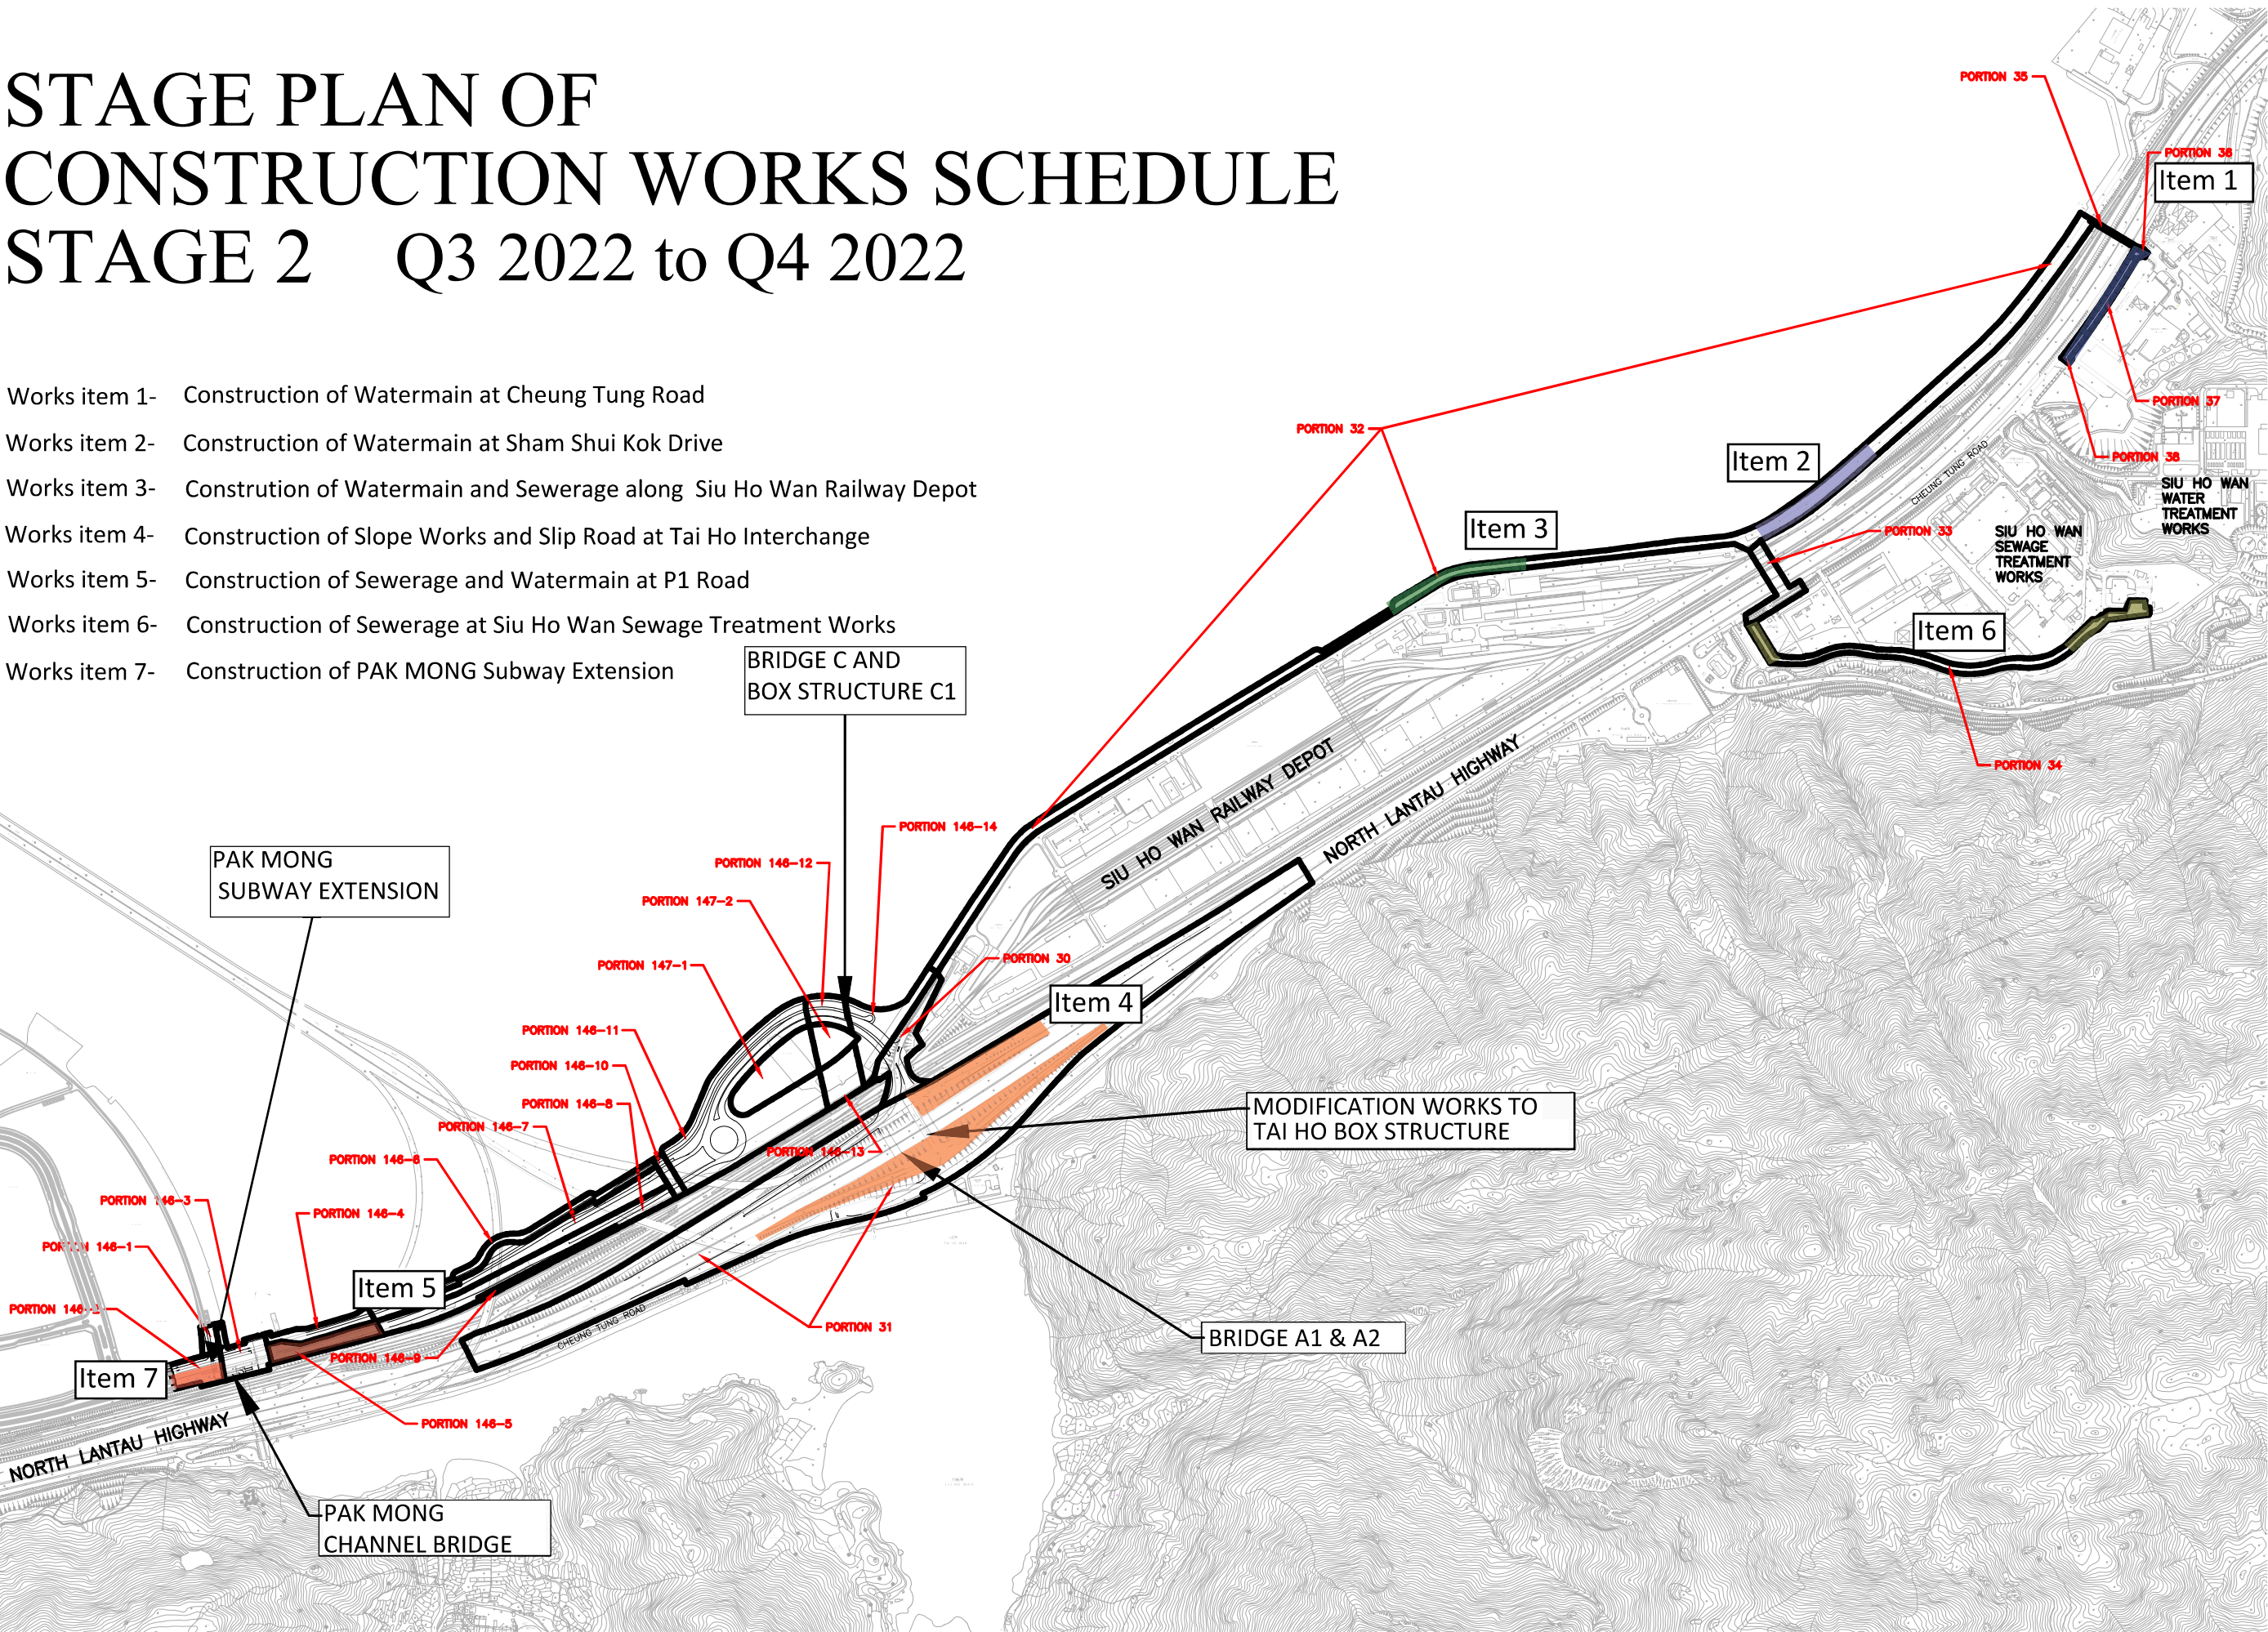 STAGE PLAN OF
CONSTRUCTION WORKS SCHEDULE
STAGE 2 Q3 2022 to Q4 2022
Works item 1- Construction of Watermain at Cheung Tung Road
Works item 2- Construction of Watermain at Sham Shui Kok Drive
Works item 3- Constrution of Watermain and Sewerage along Siu Ho Wan Railway Depot
Works item 4- Construction of Slope Works and Slip Road at Tai Ho Interchange
Works item 5- Construction of Sewerage and Watermain at P1 Road
Works item 6- Construction of Sewerage at Siu Ho Wan Sewage Treatment Works
Works item 7- Construction of PAK MONG Subway Extension
PORTION 35
PORTION 36
Item 1
PORTION 37
PORTION 38
SIU HO WAN
WATER
TREATMENT
WORKS
PORTION 32
Item 2
CHEUNG TUNG ROAD
Item 3
PORTION 33
SIU HO WAN
SEWAGE
TREATMENT
WORKS
Item 6
PORTION 34
BRIDGE C AND
BOX STRUCTURE C1
SIU HO WAN RAILWAY DEPOT
NORTH LANTAU HIGHWAY
PORTION 146-14
PORTION 146-12
PORTION 147-2
PORTION 147-1
PORTION 30
Item 4
PAK MONG
SUBWAY EXTENSION
PORTION 146-11
PORTION 146-10
PORTION 146-8
PORTION 146-7
PORTION 146-6
PORTION 146-13
MODIFICATION WORKS TO
TAI HO BOX STRUCTURE
PORTION 146-3
PORTION 146-4
PORTION 146-1
Item 5
PORTION 146-
PORTION 31
BRIDGE A1 & A2
CHEUNG TUNG ROAD
PORTION 146-9
Item 7
PORTION 146-5
NORTH LANTAU HIGHWAY
PAK MONG
CHANNEL BRIDGE